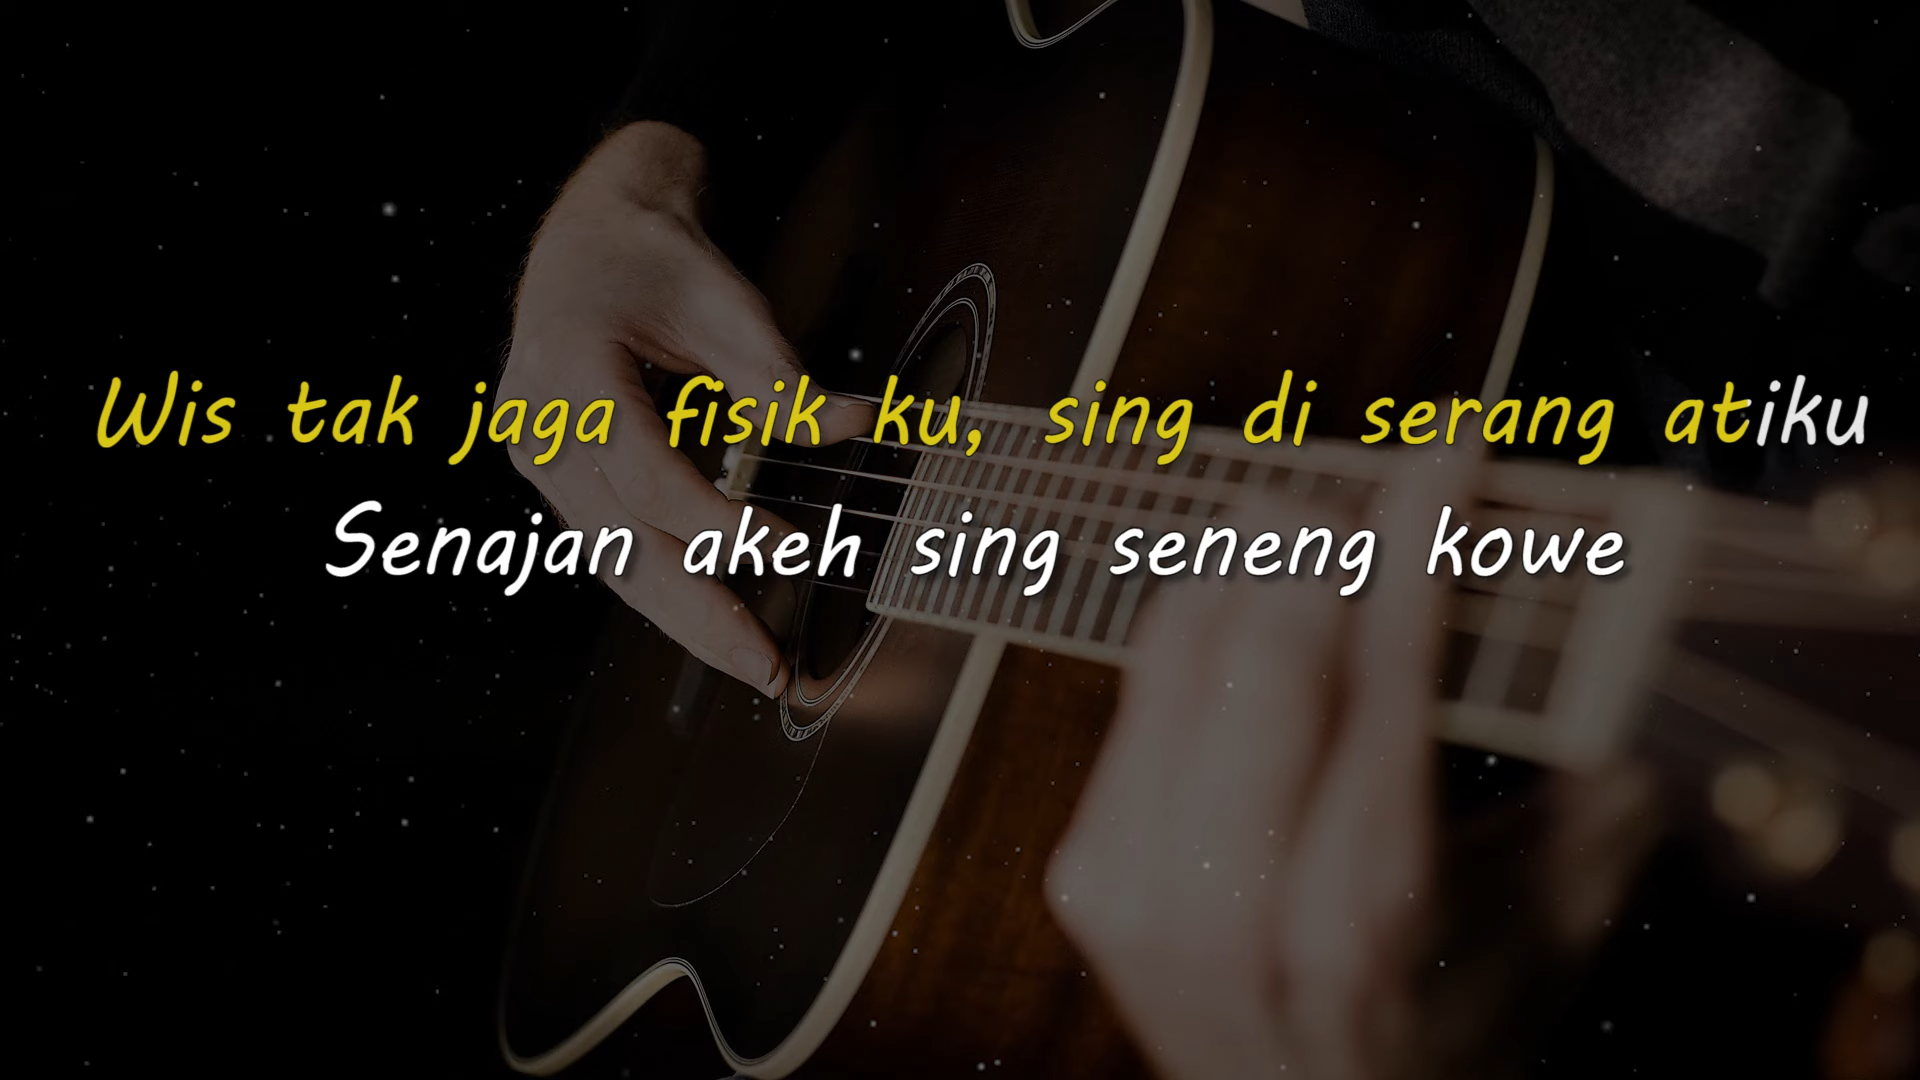 Wis tak jaga fisik ku, sing di serang atiku
Senajan akeh sing seneng kowe